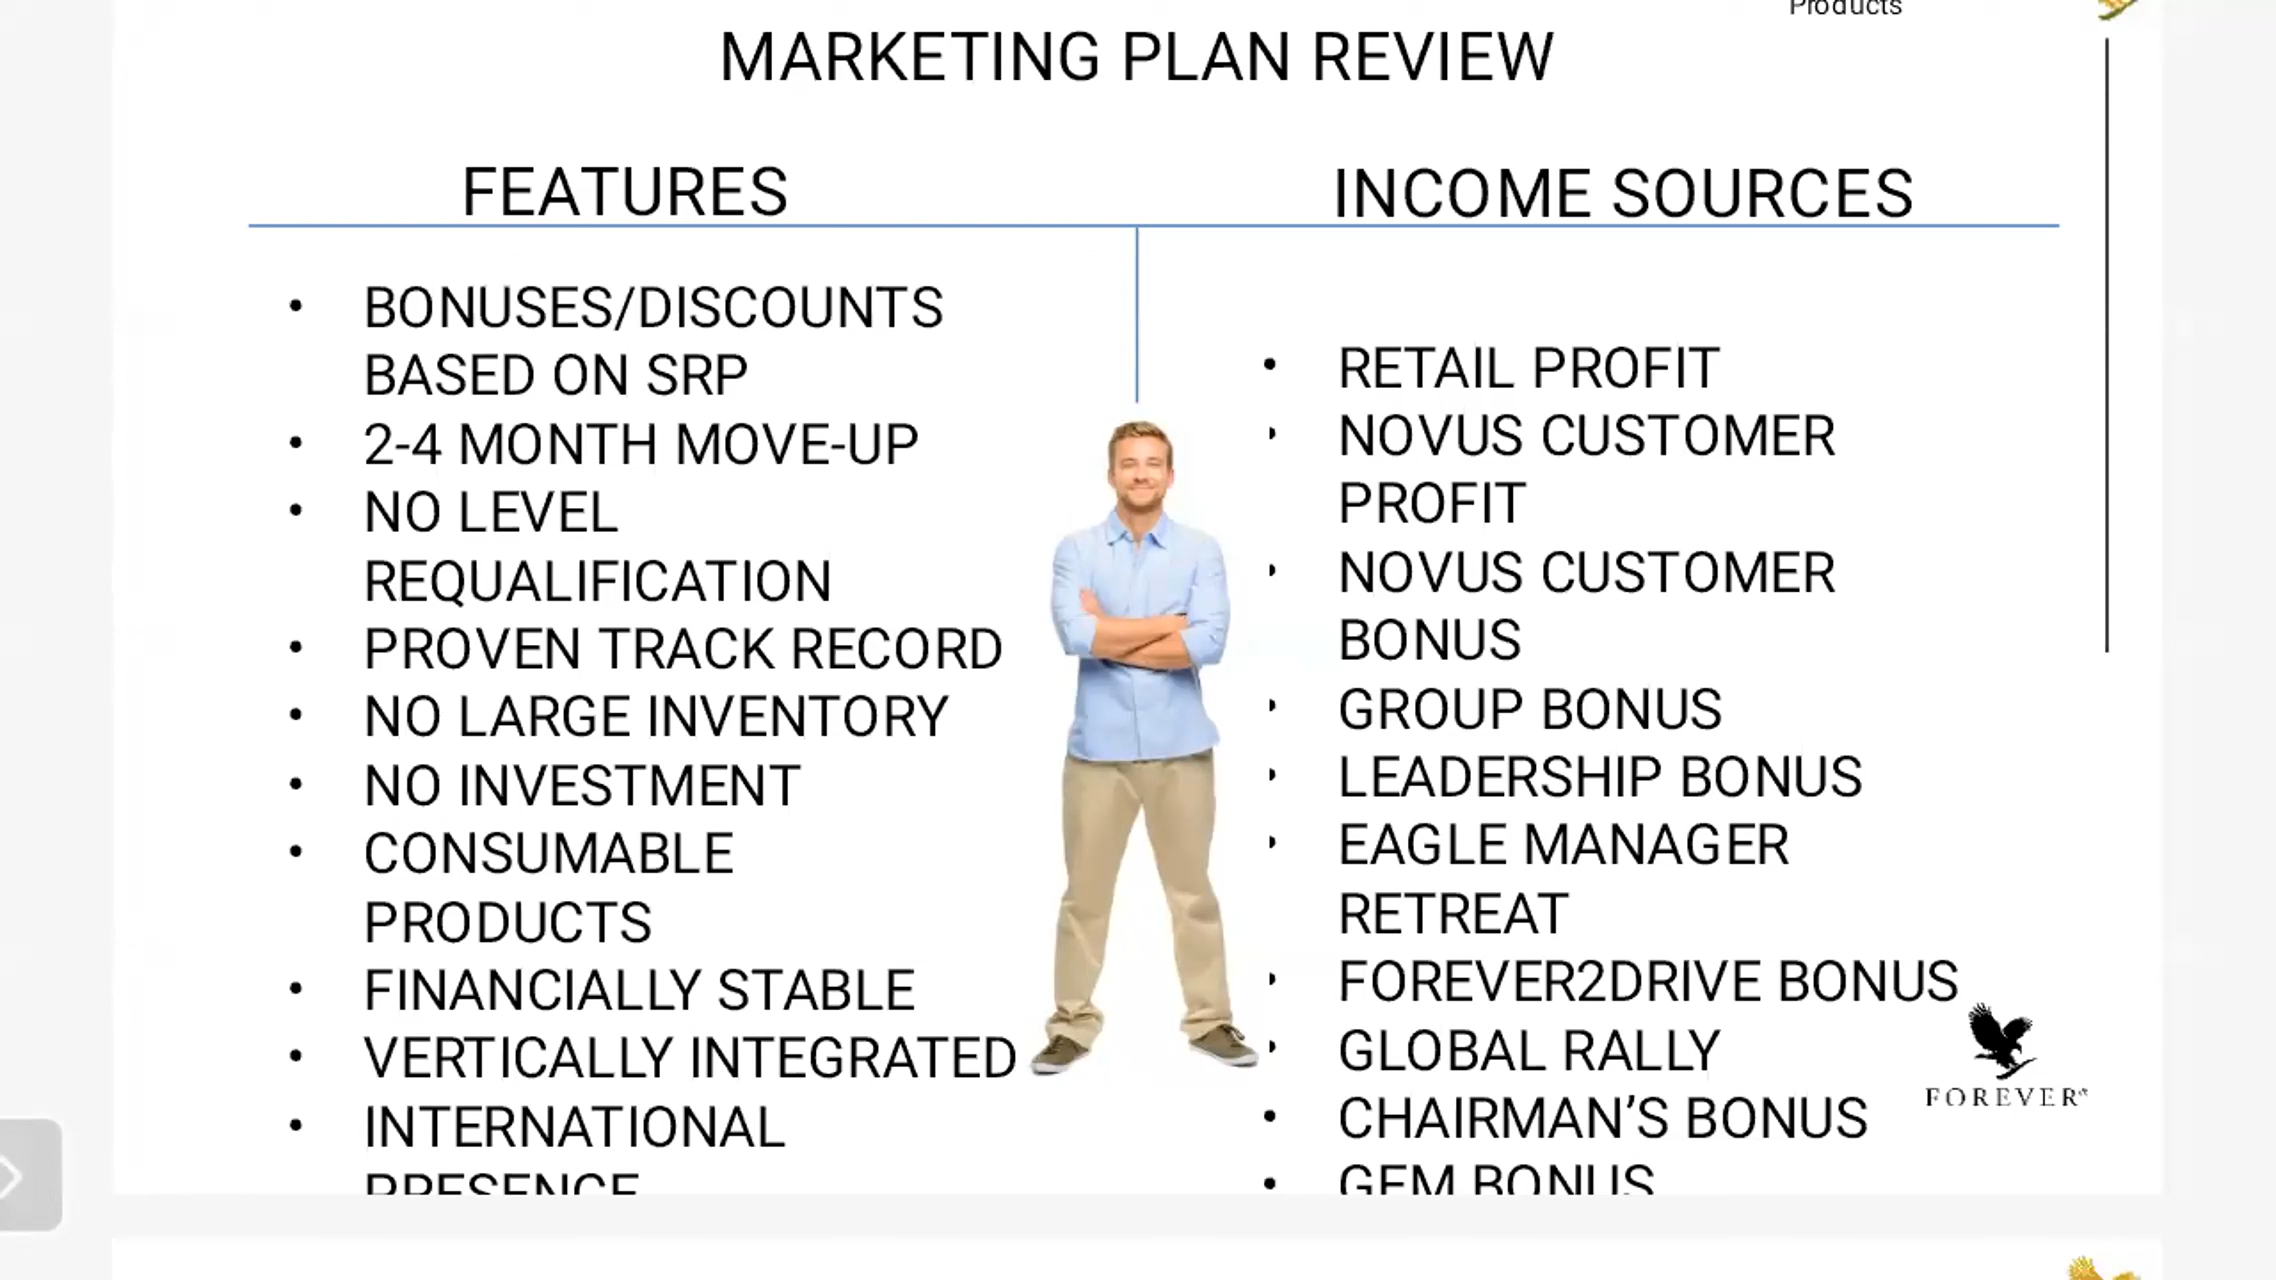 Products
MARKETING PLAN REVIEW
FEATURES
• BONUSES/DISCOUNTS
BASED ON SRP
• 2-4 MONTH MOVE-UP
• NO LEVEL
REQUALIFICATION
• PROVEN TRACK RECORD
• NO LARGE INVENTORY
• NO INVESTMENT
• CONSUMABLE
PRODUCTS
• FINANCIALLY STABLE
• VERTICALLY INTEGRATED
• INTERNATIONAL
PRESENCE
INCOME SOURCES
• RETAIL PROFIT
• NOVUS CUSTOMER
PROFIT
• NOVUS CUSTOMER
BONUS
• GROUP BONUS
• LEADERSHIP BONUS
• EAGLE MANAGER
RETREAT
• FOREVER2DRIVE BONUS
• GLOBAL RALLY
• CHAIRMAN’S BONUS
• GEM BONUS
FOREVER